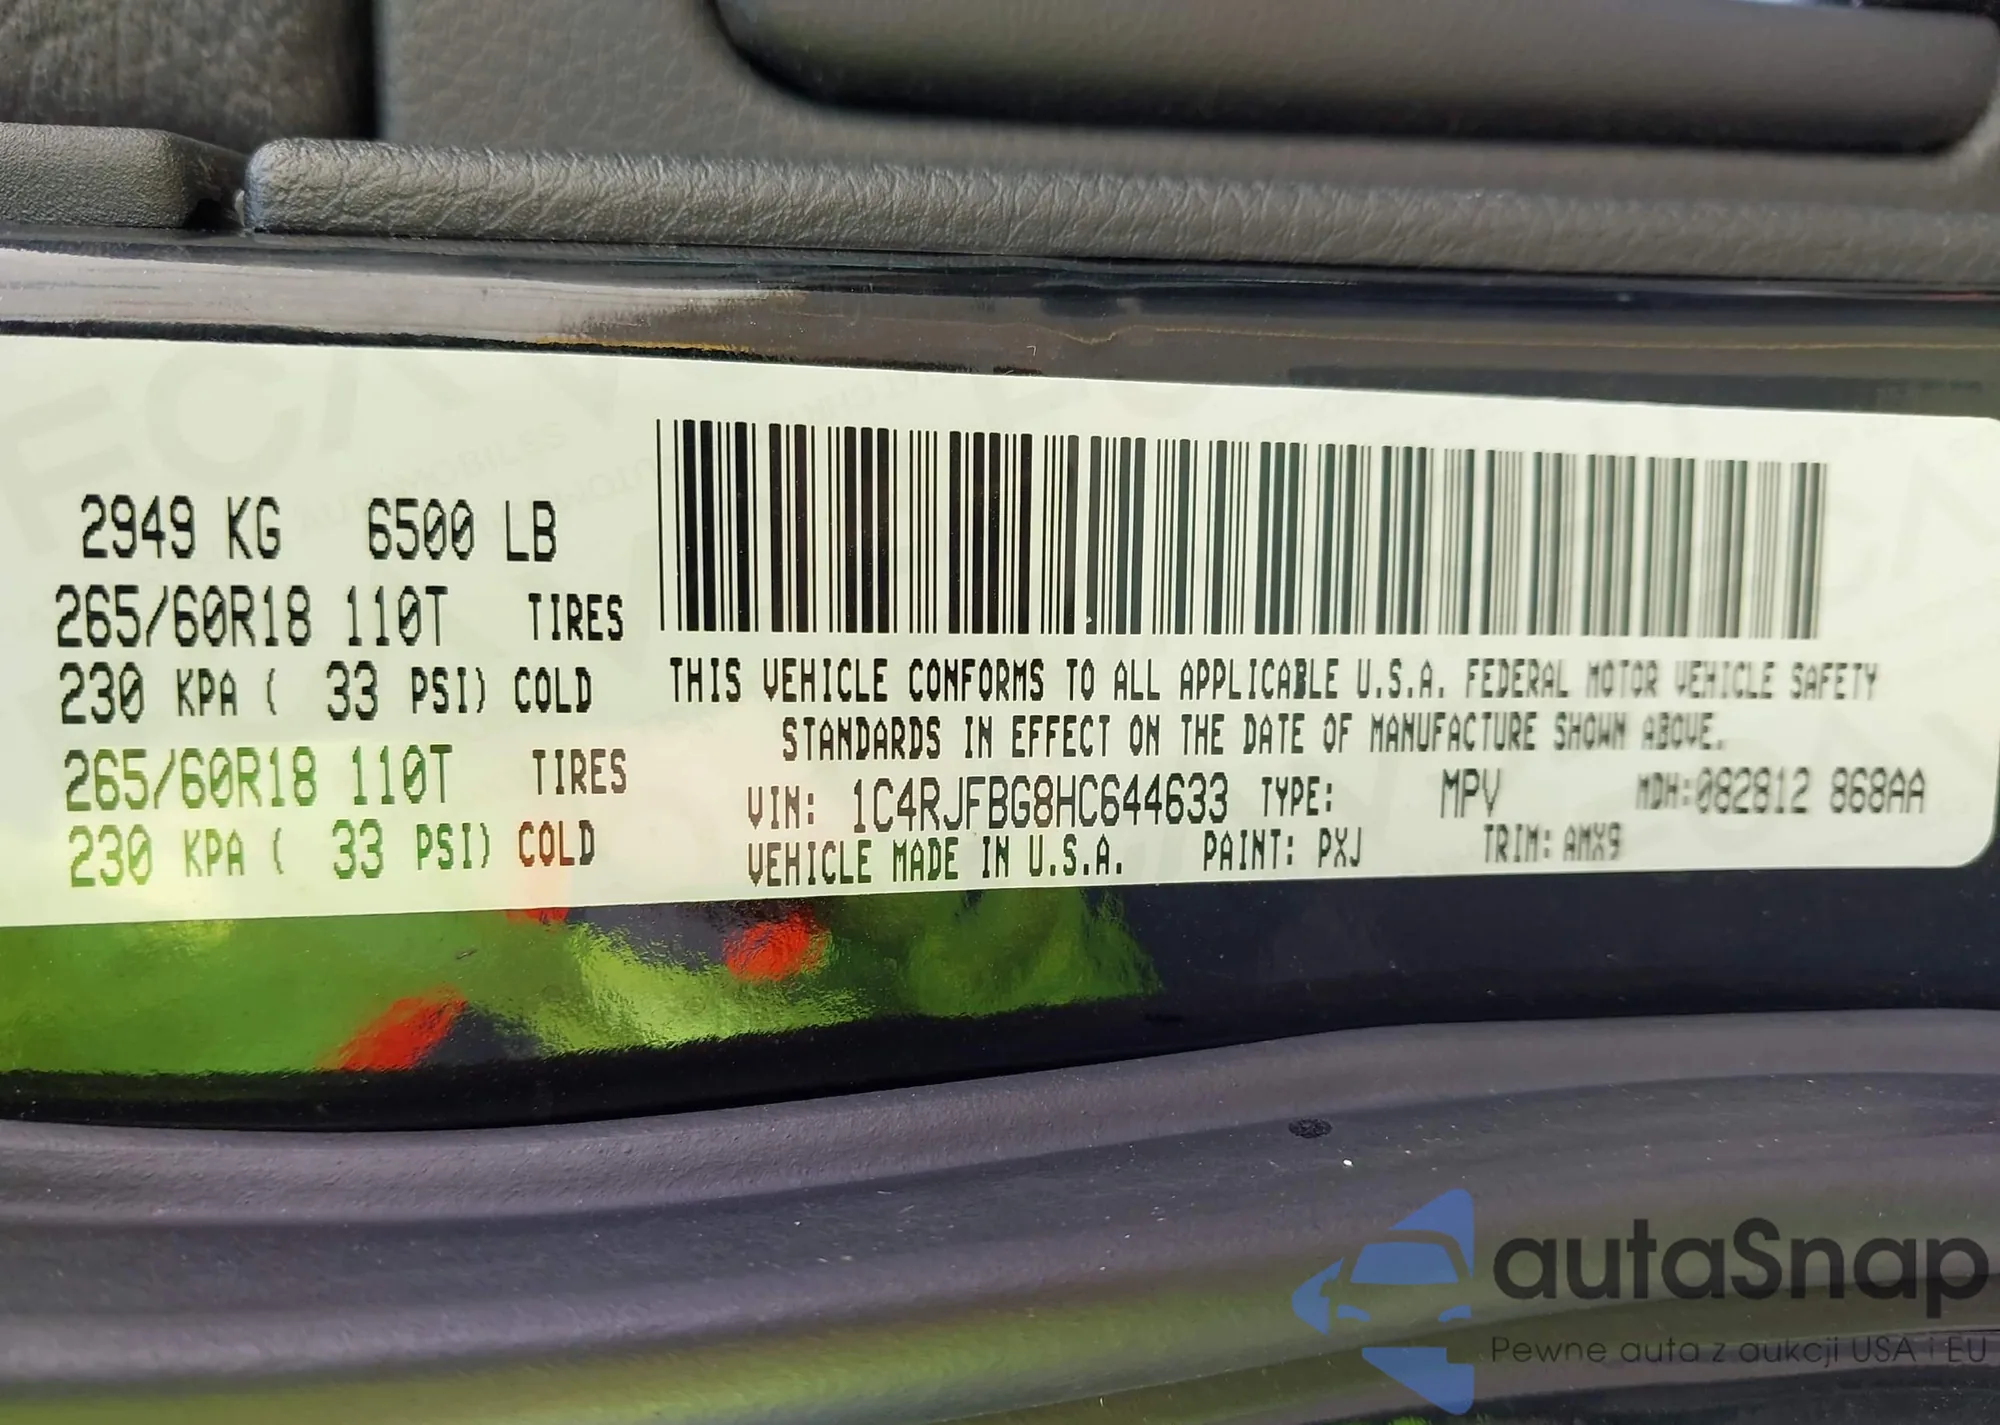 2949 KG 6500 LB
265/60R18 110T TIRES
230 KPA ( 33 PSI) COLD
265/60R18 110T TIRES
230 KPA ( 33 PSI) COLD
THIS VEHICLE CONFORMS TO ALL APPLICABLE U.S.A. FEDERAL MOTOR VEHICLE SAFETY
STANDARDS IN EFFECT ON THE DATE OF MANUFACTURE SHOWN ABOVE.
VIN: 1C4RJFBG8HC644633 TYPE: MPV MDH:082812 868AA
VEHICLE MADE IN U.S.A. PAINT: PXJ TRIM: AMX9
autaSnap
Pewne auta z aukcji USA i EU